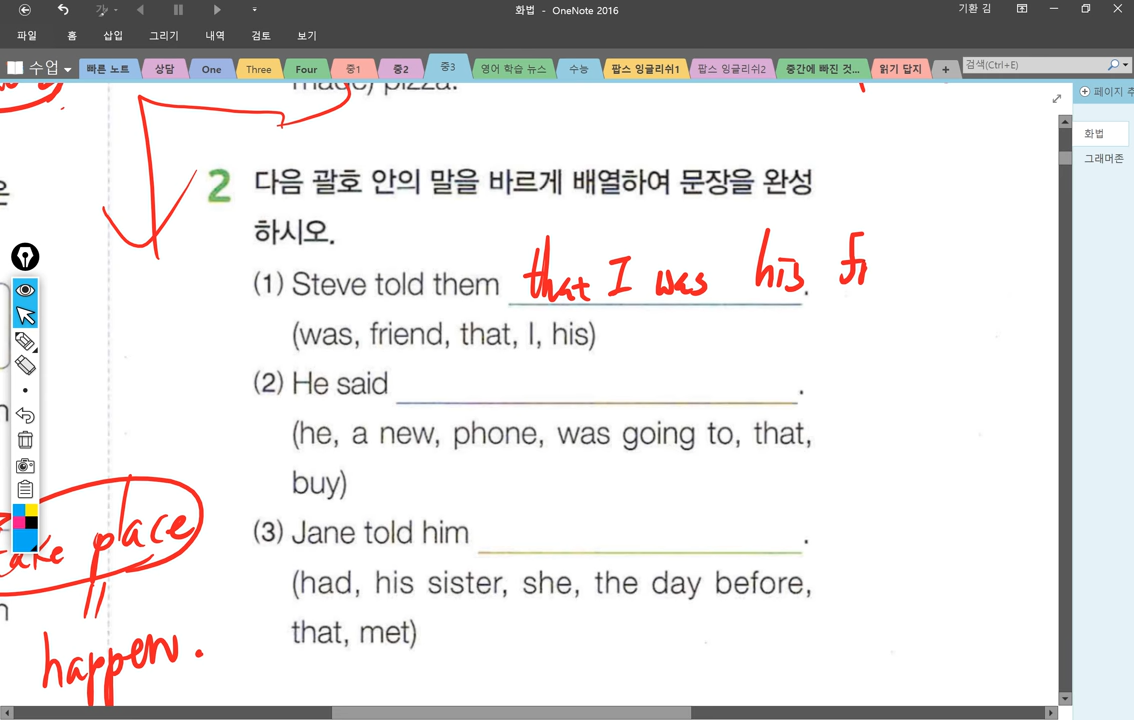 화법 - OneNote 2016
기환 김
파일 홈 삽입 그리기 내역 검토 보기
수업 빠른 노트 상담 One Three Four 중1 중2 중3 영어 학습 뉴스 수능 팝스 잉글리쉬1 팝스 잉글리쉬2 중간에 빠진 것... 읽기 답지 + 검색(Ctrl+E)
페이지 추
화법
그래머존
made) pizza.
2 다음 괄호 안의 말을 바르게 배열하여 문장을 완성
하시오.
(1) Steve told them that I was his fr .
(was, friend, that, I, his)
(2) He said .
(he, a new, phone, was going to, that,
buy)
(3) Jane told him .
(had, his sister, she, the day before,
that, met)
take place
happen.